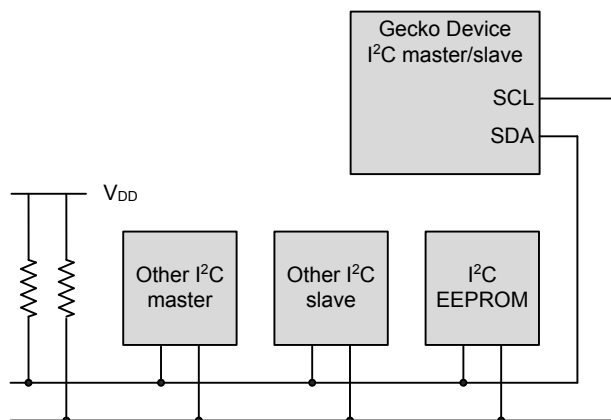 Gecko Device
I²C master/slave
SCL
SDA
VDD
Other I²C
master
Other I²C
slave
I²C
EEPROM